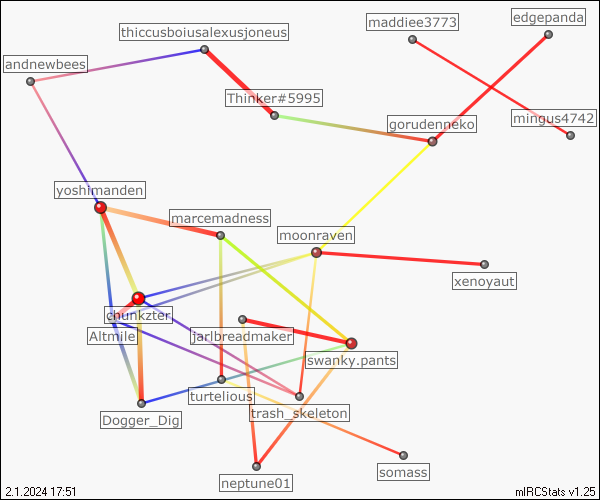 maddiee3773
edgepanda
thiccusboiusalexusjoneus
andnewbees
Thinker#5995
gorudenneko
mingus4742
yoshimanden
marcemadness
moonraven
xenoyaut
chunkzter
Altmile
jarlbreadmaker
swanky.pants
turtelious
trash_skeleton
Dogger_Dig
somass
neptune01
2.1.2024 17:51
mIRCStats v1.25